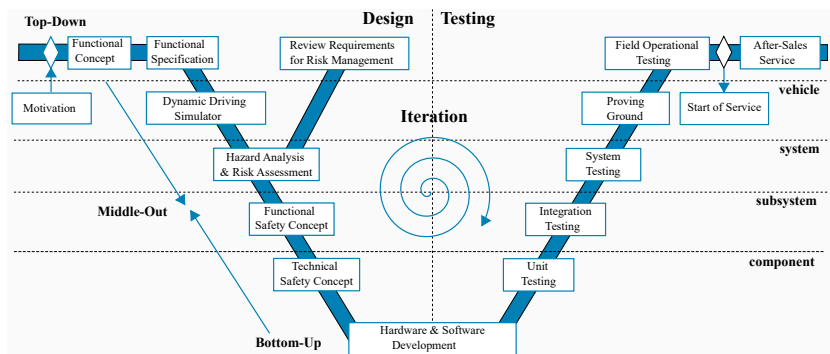 Top-Down
Design
Testing
Functional
Concept
Functional
Specification
Review Requirements
for Risk Management
Field Operational
Testing
After-Sales
Service
Motivation
Dynamic Driving
Simulator
Proving
Ground
Start of Service
vehicle
Iteration
Hazard Analysis
& Risk Assessment
System
Testing
system
Middle-Out
Functional
Safety Concept
Integration
Testing
subsystem
Technical
Safety Concept
Unit
Testing
component
Bottom-Up
Hardware & Software
Development